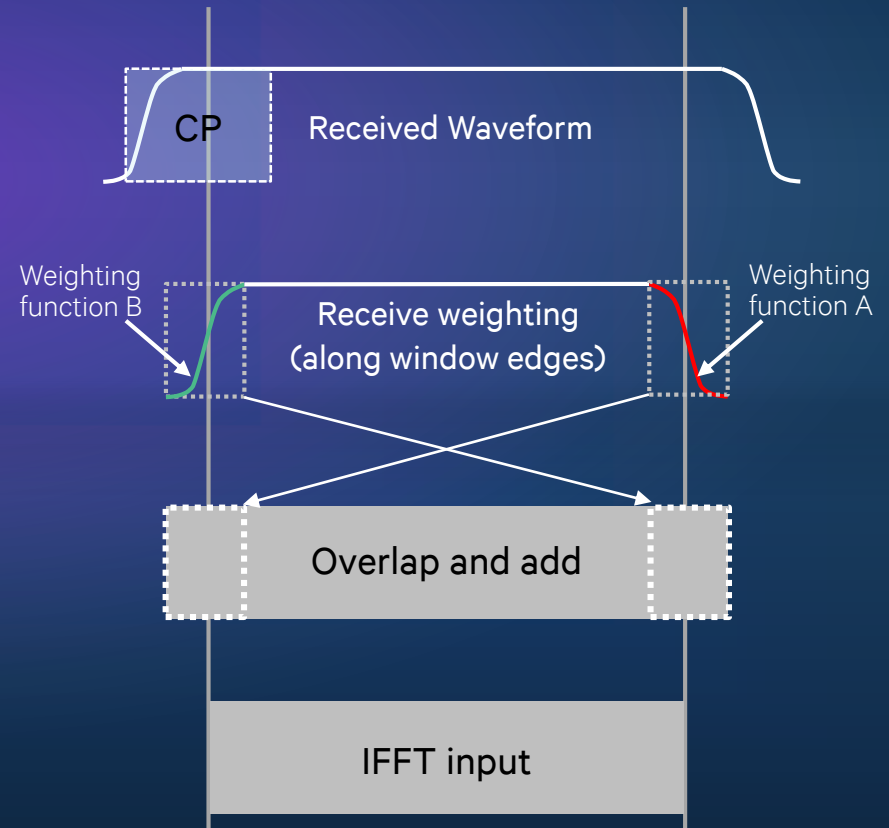 CP
Received Waveform
Weighting
function B
Receive weighting
(along window edges)
Weighting
function A
Overlap and add
IFFT input